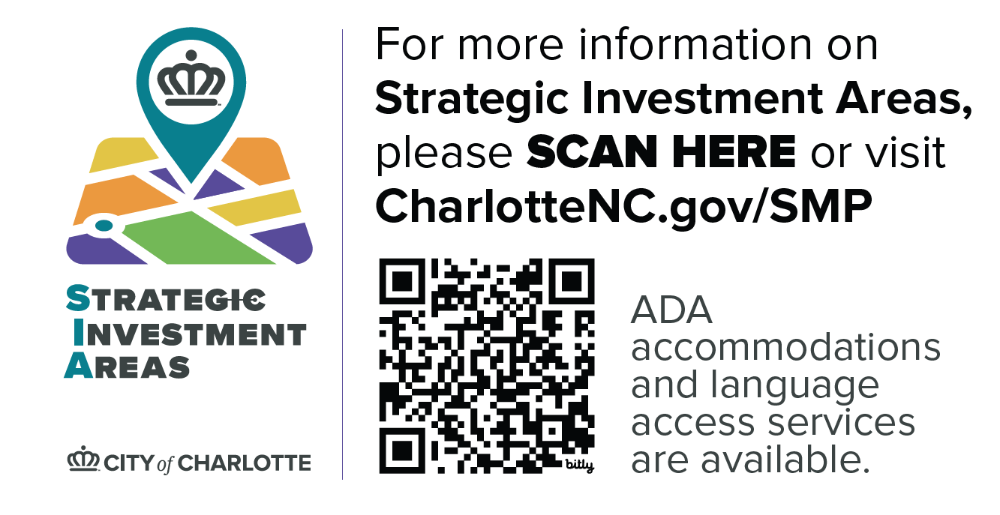 STRATEGIC
INVESTMENT
AREAS
CITY of CHARLOTTE
For more information on
Strategic Investment Areas,
please SCAN HERE or visit
CharlotteNC.gov/SMP
bitly
ADA
accommodations
and language
access services
are available.